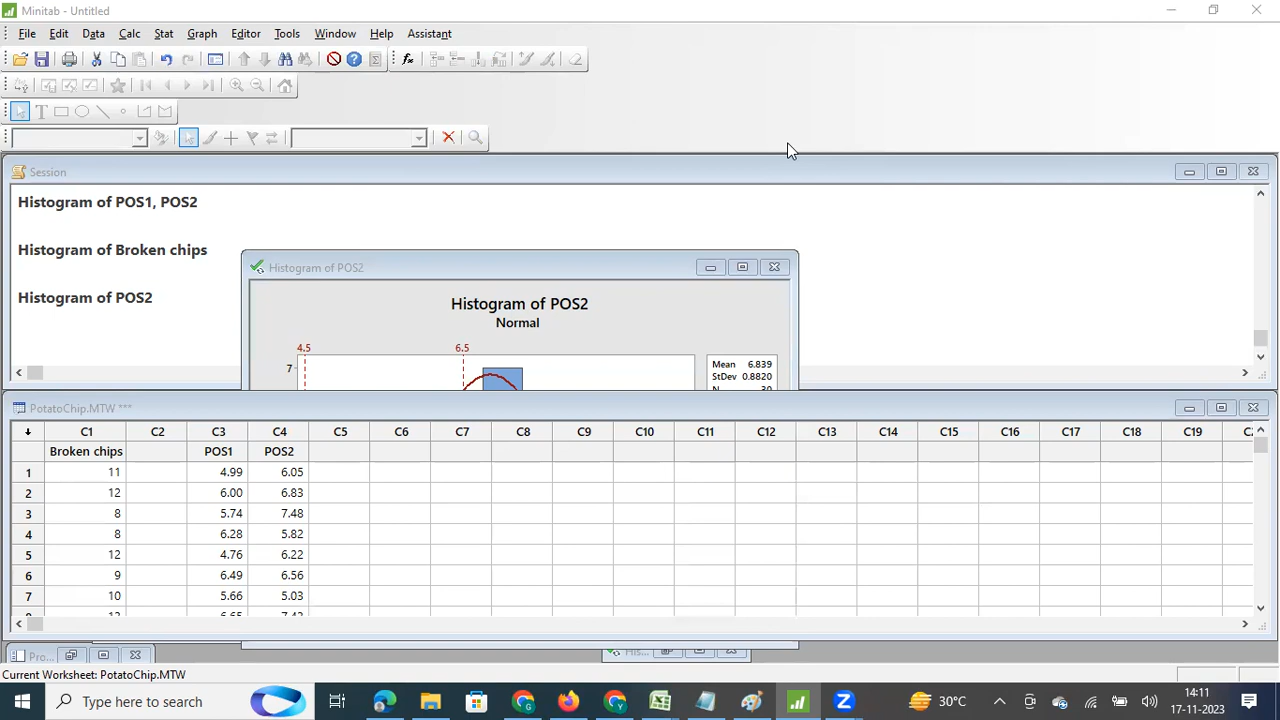 Minitab - Untitled
File Edit Data Calc Stat Graph Editor Tools Window Help Assistant
Session
Histogram of POS1, POS2
Histogram of Broken chips
Histogram of POS2
Histogram of POS2
Histogram of POS2
Normal
4.5 6.5
7
Mean 6.839
StDev 0.8820
N 30
PotatoChip.MTW ***
C1 C2 C3 C4 C5 C6 C7 C8 C9 C10 C11 C12 C13 C14 C15 C16 C17 C18 C19
Broken chips POS1 POS2
1 11 4.99 6.05
2 12 6.00 6.83
3 8 5.74 7.48
4 8 6.28 5.82
5 12 4.76 6.22
6 9 6.49 6.56
7 10 5.66 5.03
Pro... His...
Current Worksheet: PotatoChip.MTW
Type here to search
30°C
14:11
17-11-2023